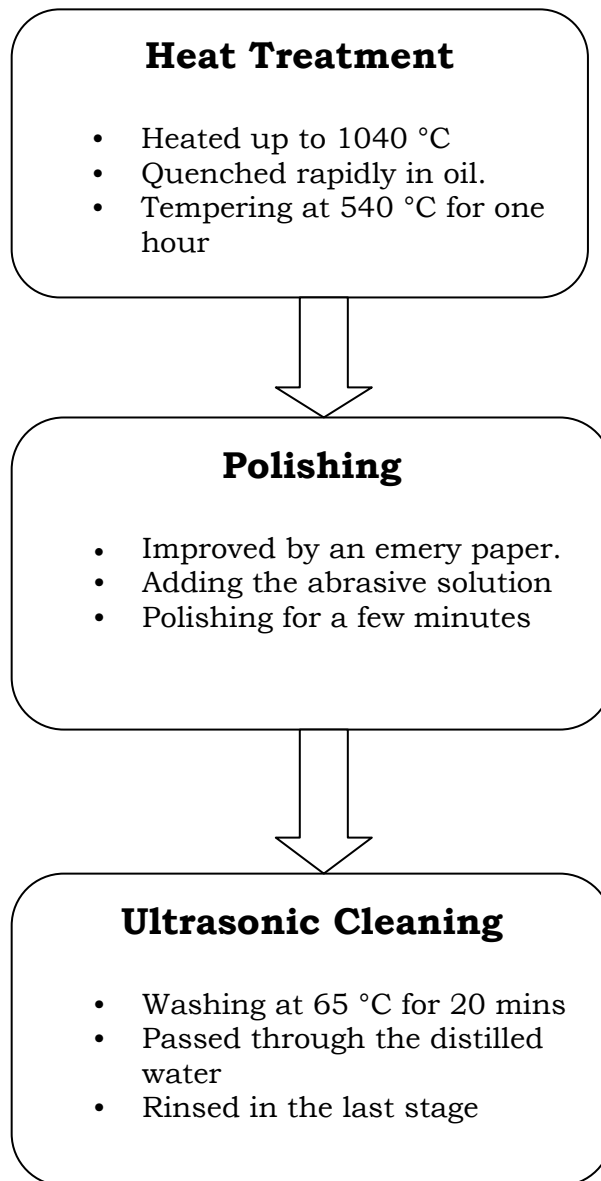 Heat Treatment
• Heated up to 1040 °C
• Quenched rapidly in oil.
• Tempering at 540 °C for one
hour
Polishing
• Improved by an emery paper.
• Adding the abrasive solution
• Polishing for a few minutes
Ultrasonic Cleaning
• Washing at 65 °C for 20 mins
• Passed through the distilled
water
• Rinsed in the last stage